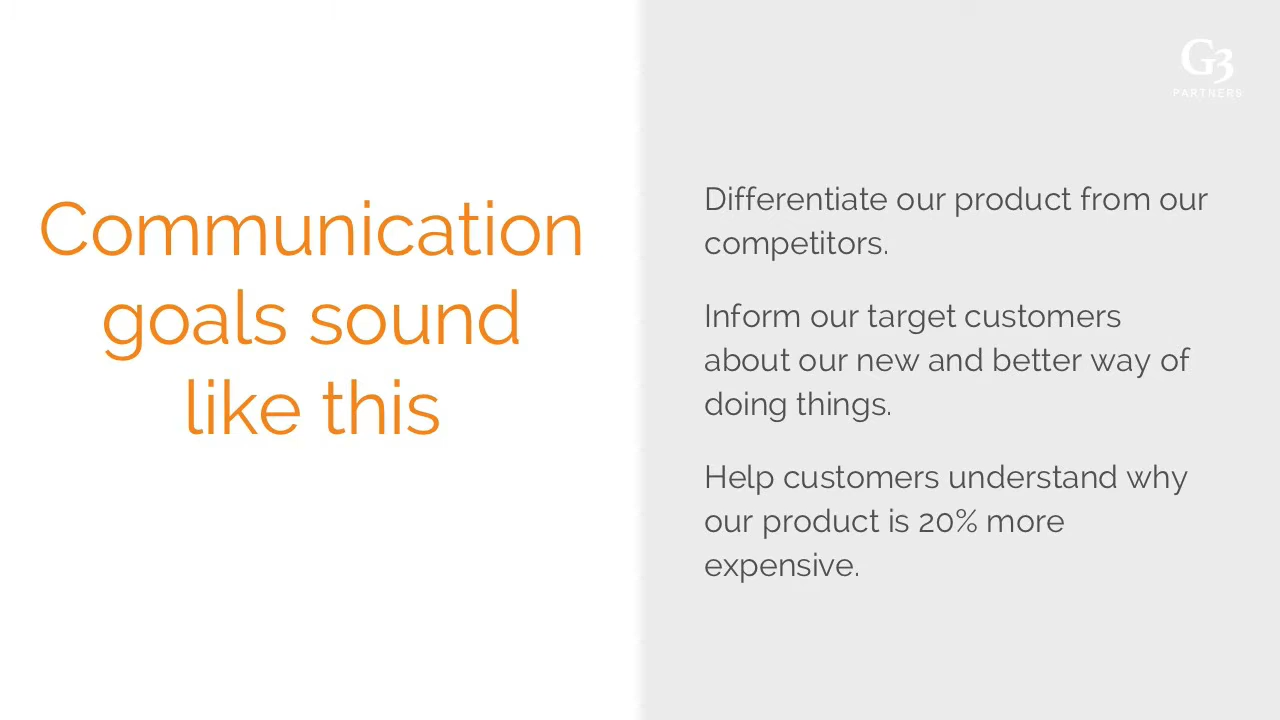 Communication
goals sound
like this
G3
PARTNERS
Differentiate our product from our
competitors.
Inform our target customers
about our new and better way of
doing things.
Help customers understand why
our product is 20% more
expensive.